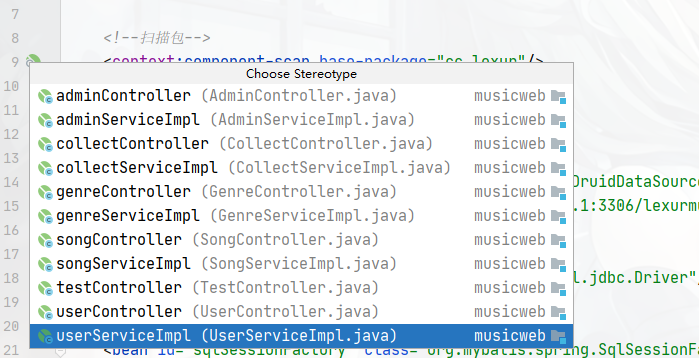 7
8 <!--扫描包-->
9 <context:component-scan base-package="cc.lexup"/>
Choose Stereotype
10 adminController (AdminController.java) musicweb
11 adminServiceImpl (AdminServiceImpl.java) musicweb
12 collectController (CollectController.java) musicweb
13 collectServiceImpl (CollectServiceImpl.java) musicweb
14 genreController (GenreController.java) musicweb DruidDataSource
15 genreServiceImpl (GenreServiceImpl.java) musicweb .1:3306/lexurm
16 songController (SongController.java) musicweb
17 songServiceImpl (SongServiceImpl.java) musicweb
18 testController (TestController.java) musicweb l.jdbc.Driver"
19 userController (UserController.java) musicweb
20 userServiceImpl (UserServiceImpl.java) musicweb
21 <bean id="sqlSessionFactory" class="org.mybatis.spring.SqlSessionFa